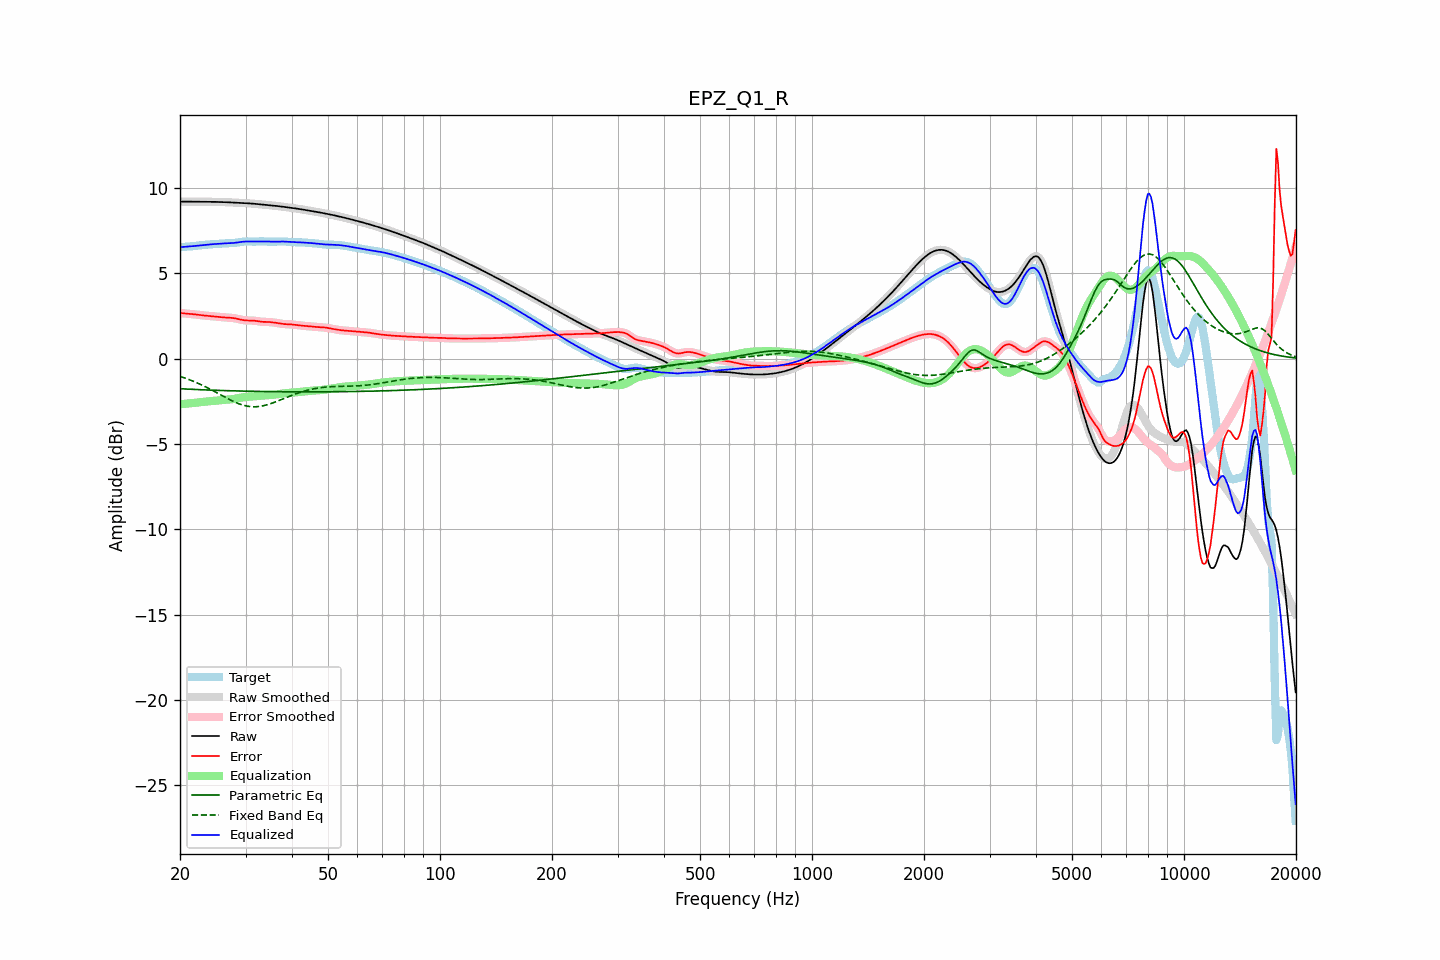 EPZ_Q1_R
Amplitude (dBr)
10
5
0
−5
−10
−15
−20
−25
Target
Raw Smoothed
Error Smoothed
Raw
Error
Equalization
Parametric Eq
Fixed Band Eq
Equalized
20 50 100 200 500 1000 2000 5000 10000 20000
Frequency (Hz)